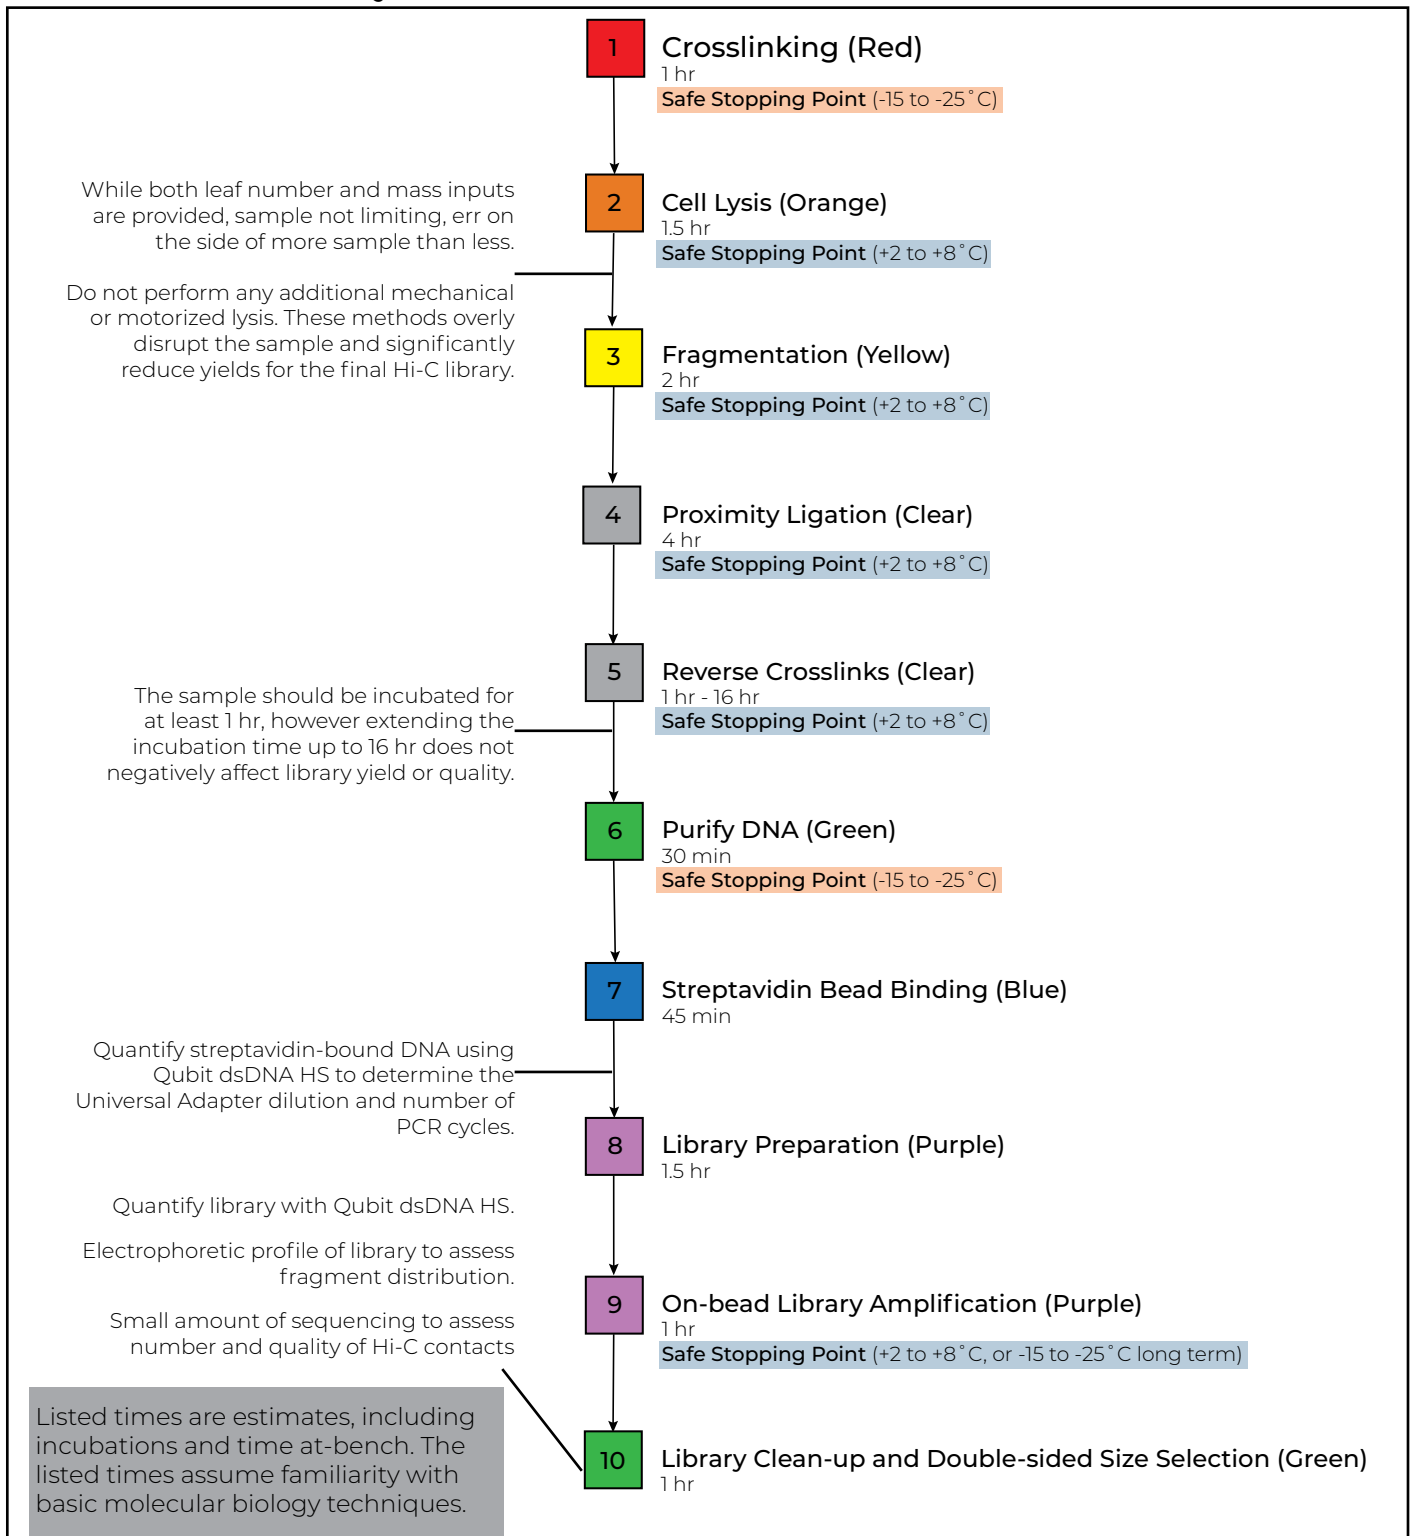 1
Crosslinking (Red)
1 hr
Safe Stopping Point (-15 to -25˚C)
While both leaf number and mass inputs
are provided, sample not limiting, err on
the side of more sample than less.
2
Cell Lysis (Orange)
1.5 hr
Safe Stopping Point (+2 to +8˚C)
Do not perform any additional mechanical
or motorized lysis. These methods overly
disrupt the sample and significantly
reduce yields for the final Hi-C library.
3
Fragmentation (Yellow)
2 hr
Safe Stopping Point (+2 to +8˚C)
4
Proximity Ligation (Clear)
4 hr
Safe Stopping Point (+2 to +8˚C)
5
Reverse Crosslinks (Clear)
1 hr - 16 hr
Safe Stopping Point (+2 to +8˚C)
The sample should be incubated for
at least 1 hr, however extending the
incubation time up to 16 hr does not
negatively affect library yield or quality.
6
Purify DNA (Green)
30 min
Safe Stopping Point (-15 to -25˚C)
7
Streptavidin Bead Binding (Blue)
45 min
Quantify streptavidin-bound DNA using
Qubit dsDNA HS to determine the
Universal Adapter dilution and number of
PCR cycles.
8
Library Preparation (Purple)
1.5 hr
Quantify library with Qubit dsDNA HS.
Electrophoretic profile of library to assess
fragment distribution.
Small amount of sequencing to assess
number and quality of Hi-C contacts
9
On-bead Library Amplification (Purple)
1 hr
Safe Stopping Point (+2 to +8˚C, or -15 to -25˚C long term)
Listed times are estimates, including
incubations and time at-bench. The
listed times assume familiarity with
basic molecular biology techniques.
10
Library Clean-up and Double-sided Size Selection (Green)
1 hr